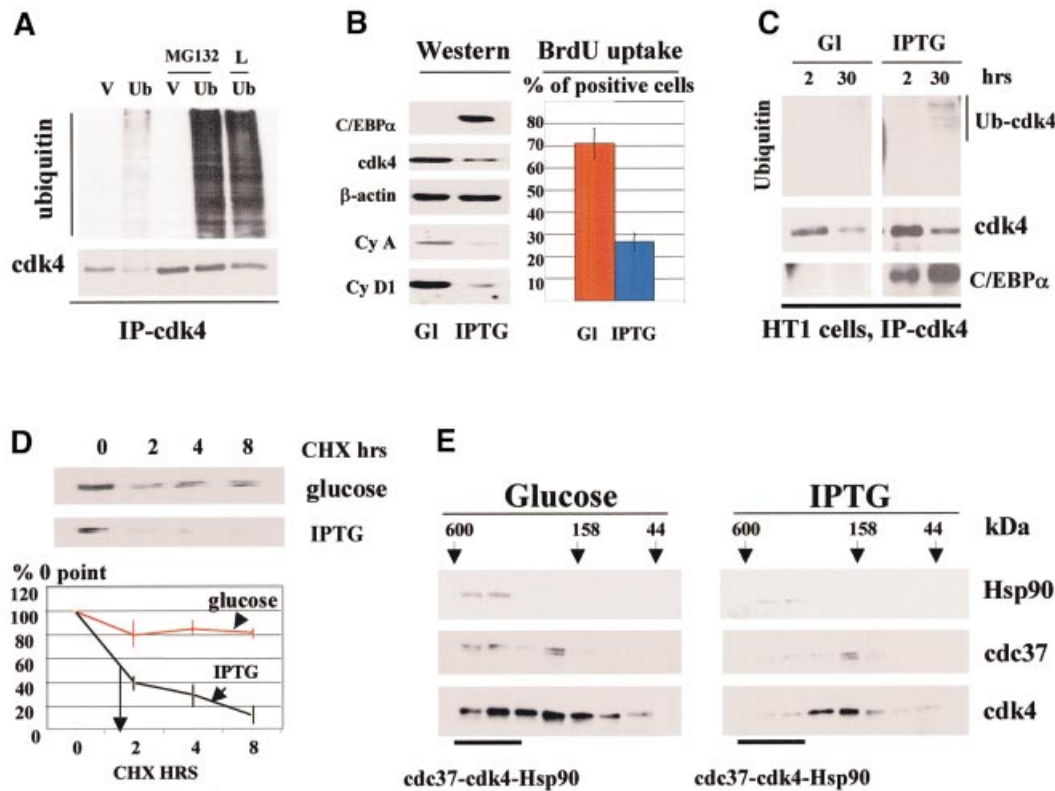 A
MG132 L
V Ub V Ub Ub
ubiquitin
cdk4
IP-cdk4
B
Western BrdU uptake
% of positive cells
C/EBPα
cdk4
β-actin
Cy A
Cy D1
80
70
60
50
40
30
20
10
Gl IPTG
Gl IPTG
C
Gl IPTG
2 30 2 30 hrs
Ubiquitin
Ub-cdk4
cdk4
C/EBPα
HT1 cells, IP-cdk4
D
0 2 4 8 CHX hrs
glucose
IPTG
% 0 point
120
100
80
60
40
20
0
glucose
IPTG
0 2 4 8
CHX HRS
E
Glucose IPTG
600 158 44 600 158 44 kDa
Hsp90
cdc37
cdk4
cdc37-cdk4-Hsp90 cdc37-cdk4-Hsp90